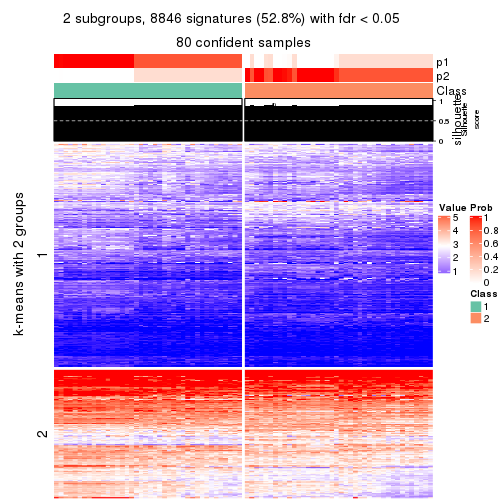 2 subgroups, 8846 signatures (52.8%) with fdr < 0.05
80 confident samples
p1
p2
Class
1
0.5
0
silhouette
Silhouette
score
k-means with 2 groups
1
2
Value
5
4
3
2
1
Prob
1
0.8
0.6
0.4
0.2
0
Class
1
2